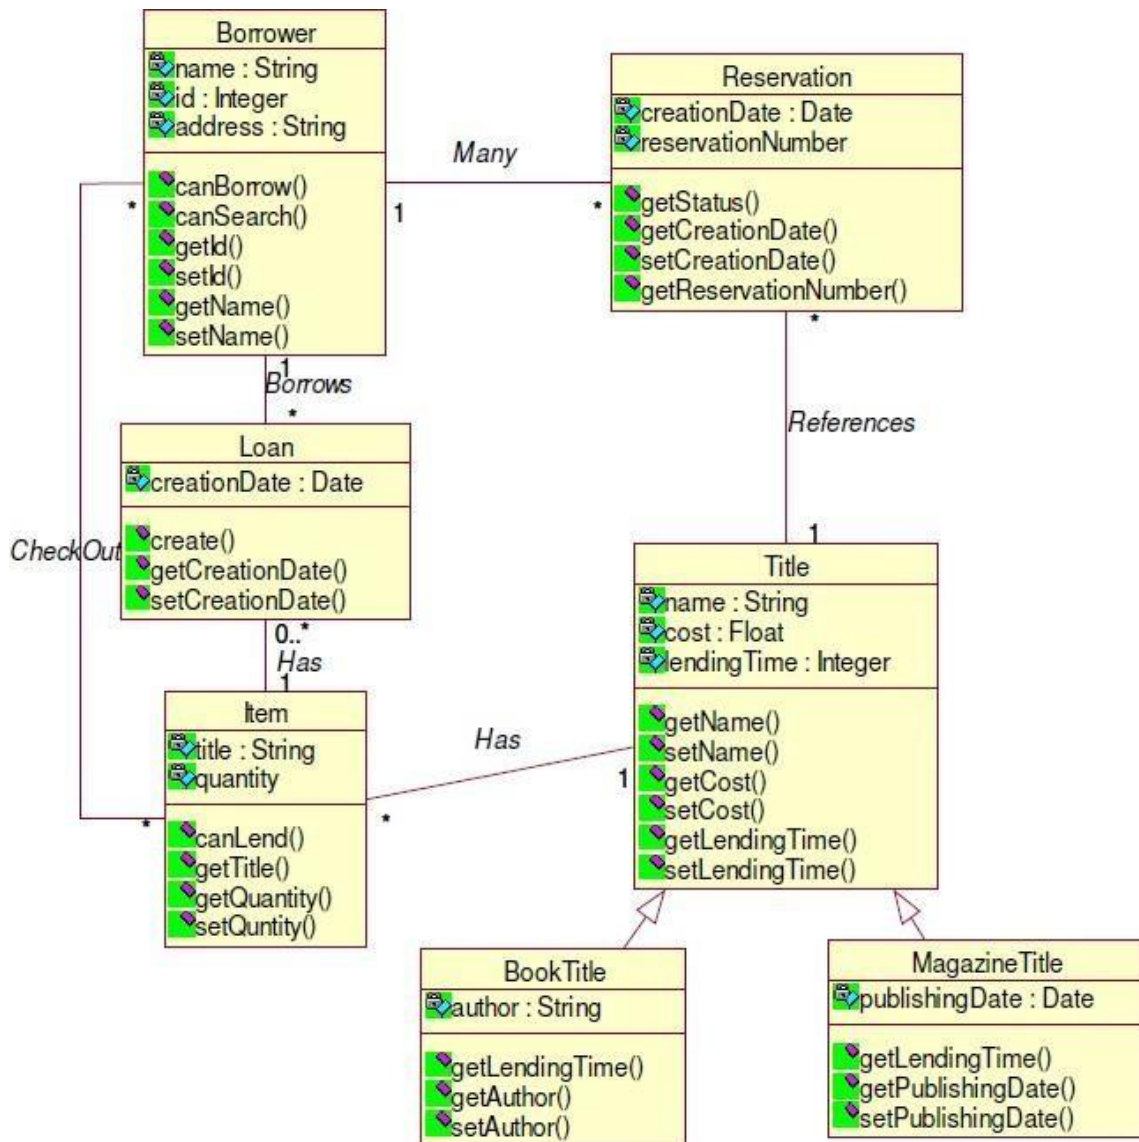 Borrower
name : String
id : Integer
address : String
canBorrow()
canSearch()
getId()
setId()
getName()
setName()
Many
1
*
Reservation
creationDate : Date
reservationNumber
getStatus()
getCreationDate()
setCreationDate()
getReservationNumber()
*
References
1
*
1
Borrows
*
Loan
creationDate : Date
create()
getCreationDate()
setCreationDate()
CheckOut
0..*
Has
1
Item
title : String
quantity
canLend()
getTitle()
getQuantity()
setQuntity()
*
*
Has
1
Title
name : String
cost : Float
lendingTime : Integer
getName()
setName()
getCost()
setCost()
getLendingTime()
setLendingTime()
BookTitle
author : String
getLendingTime()
getAuthor()
setAuthor()
MagazineTitle
publishingDate : Date
getLendingTime()
getPublishingDate()
setPublishingDate()